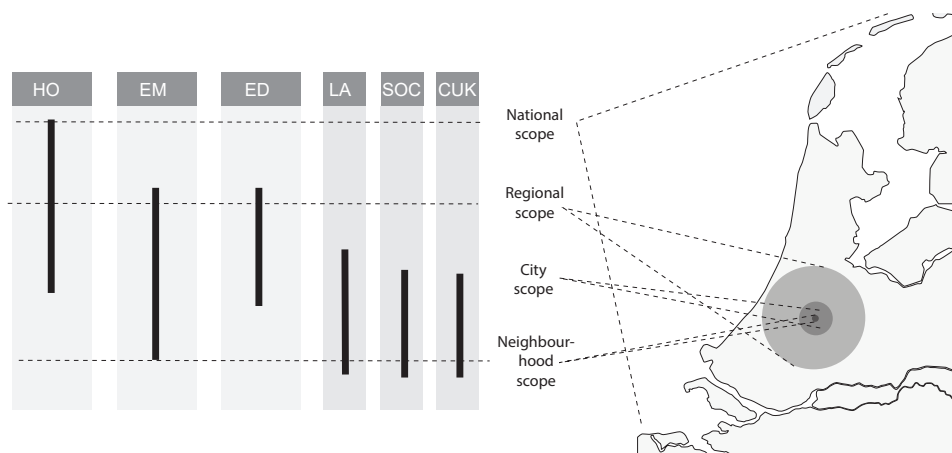 HO EM ED LA SOC CUK
National
scope
Regional
scope
City
scope
Neighbour-
hood
scope